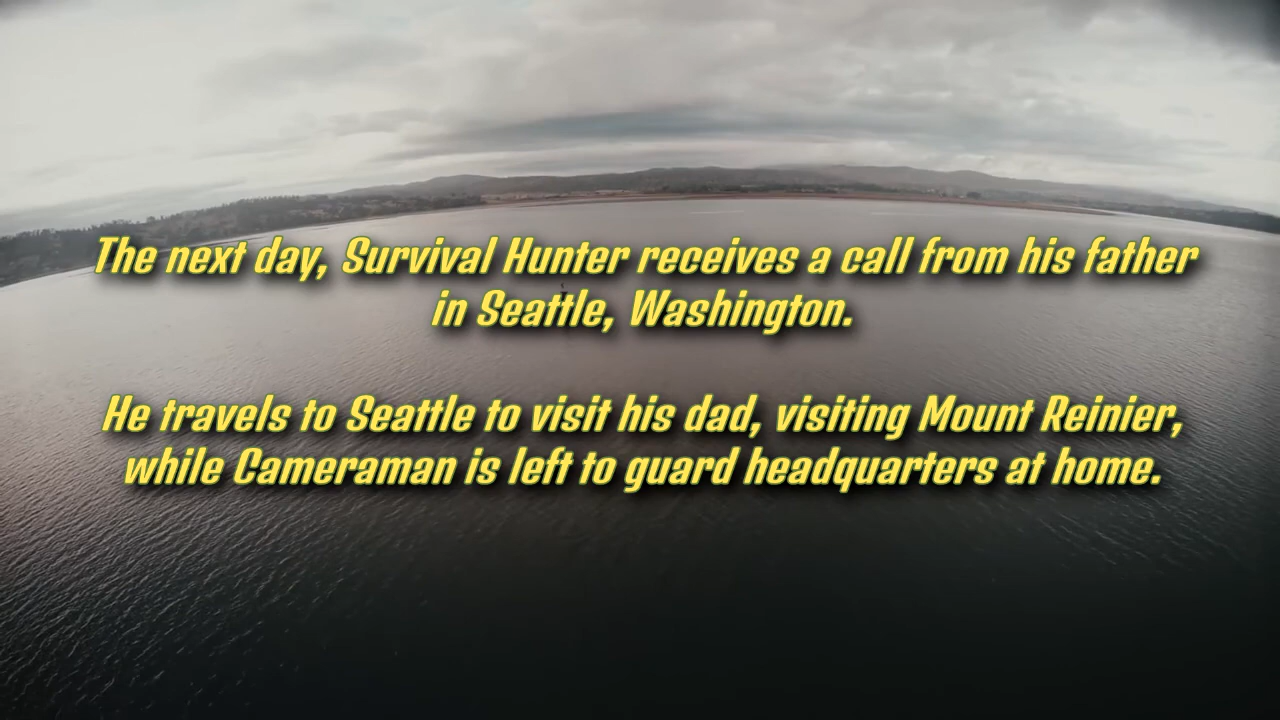 The next day, Survival Hunter receives a call from his father
in Seattle, Washington.
He travels to Seattle to visit his dad, visiting Mount Reinier,
while Cameraman is left to guard headquarters at home.